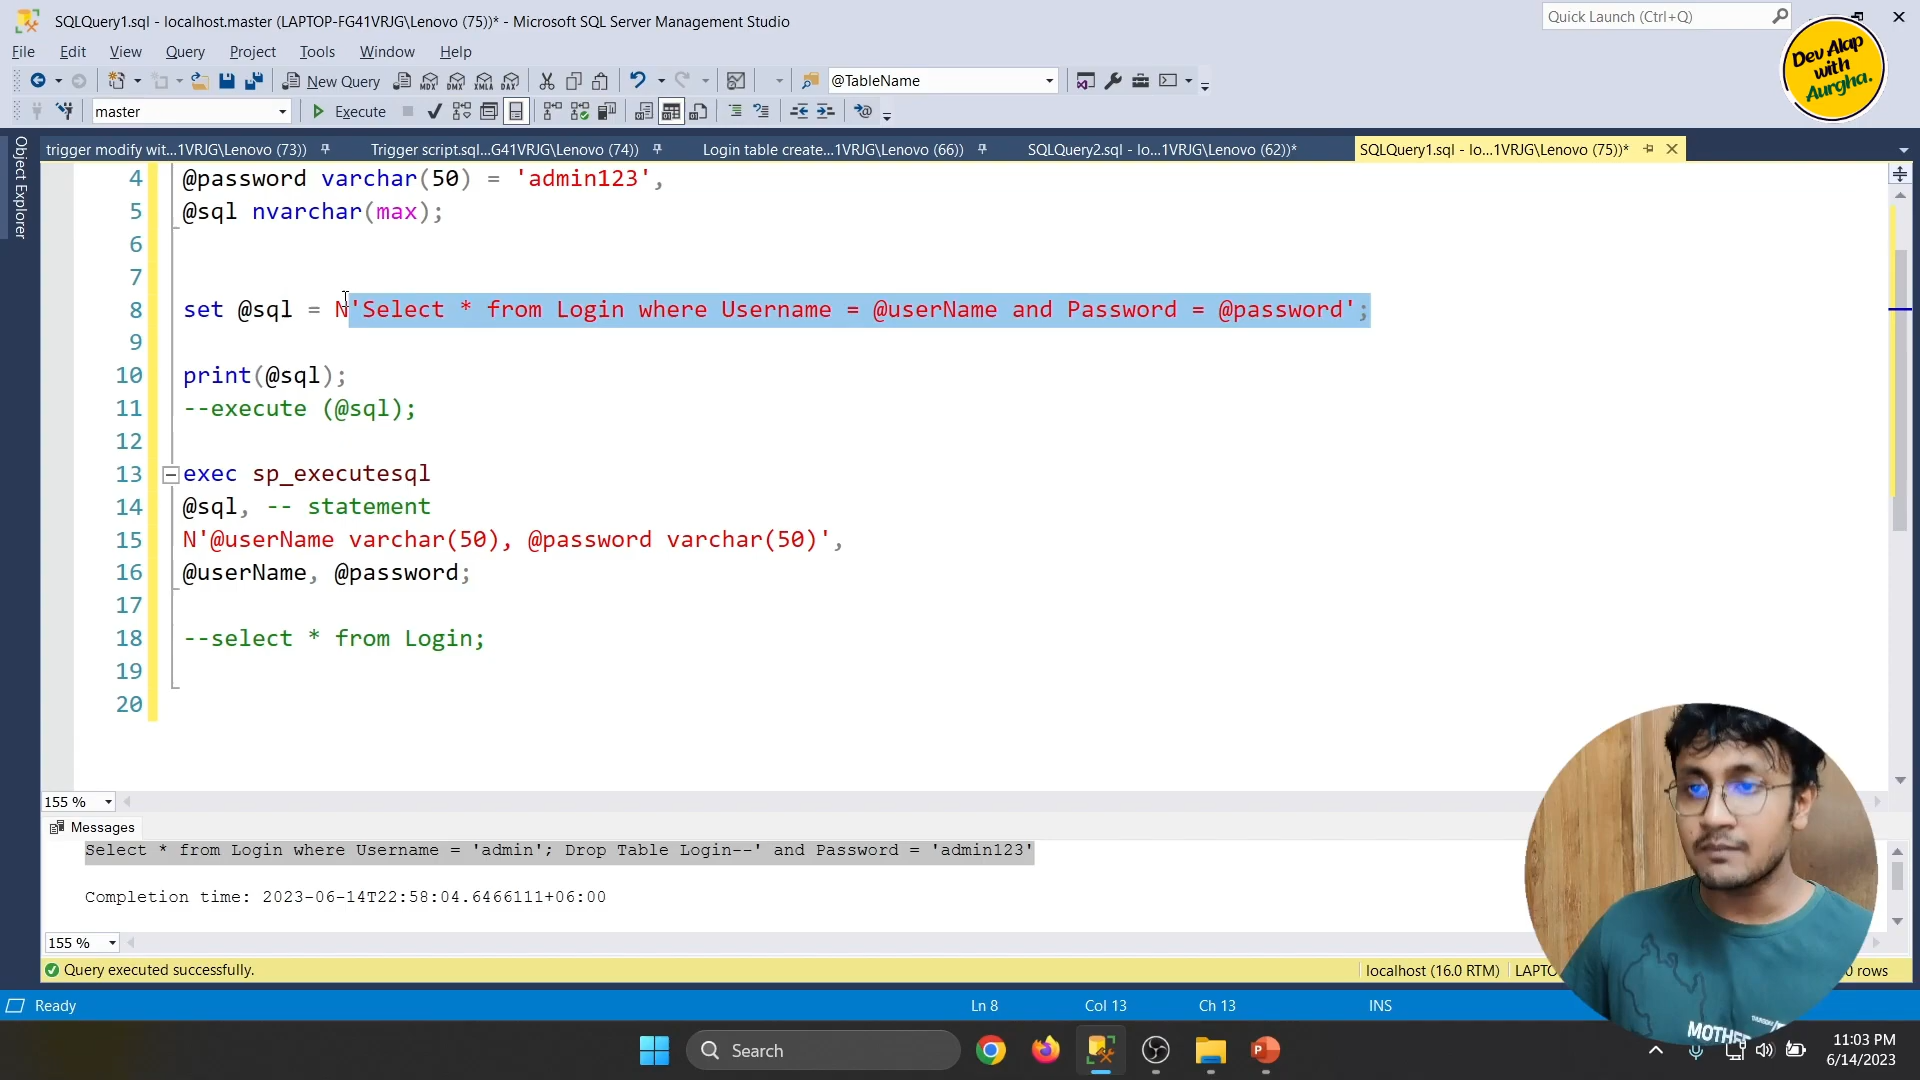 SQLQuery1.sql - localhost.master (LAPTOP-FG41VRJG\Lenovo (75))* - Microsoft SQL Server Management Studio
Quick Launch (Ctrl+Q)
File Edit View Query Project Tools Window Help
New Query
MDX DMX XMLA DAX
@TableName
master
Execute
Dev Alap
with
Aurgha.
Object Explorer
trigger modify wit...1VRJG\Lenovo (73))
Trigger script.sql...G41VRJG\Lenovo (74))
Login table create...1VRJG\Lenovo (66))
SQLQuery2.sql - lo...1VRJG\Lenovo (62))*
SQLQuery1.sql - lo...1VRJG\Lenovo (75))*
4 @password varchar(50) = 'admin123',
5 @sql nvarchar(max);
6
7
8 set @sql = N'Select * from Login where Username = @userName and Password = @password';
9
10 print(@sql);
11 --execute (@sql);
12
13 exec sp_executesql
14 @sql, -- statement
15 N'@userName varchar(50), @password varchar(50)',
16 @userName, @password;
17
18 --select * from Login;
19
20
155 %
Messages
Select * from Login where Username = 'admin'; Drop Table Login--' and Password = 'admin123'
Completion time: 2023-06-14T22:58:04.6466111+06:00
155 %
Query executed successfully.
localhost (16.0 RTM)
rows
Ready
Ln 8
Col 13
Ch 13
INS
Search
MOTHE
11:03 PM
6/14/2023